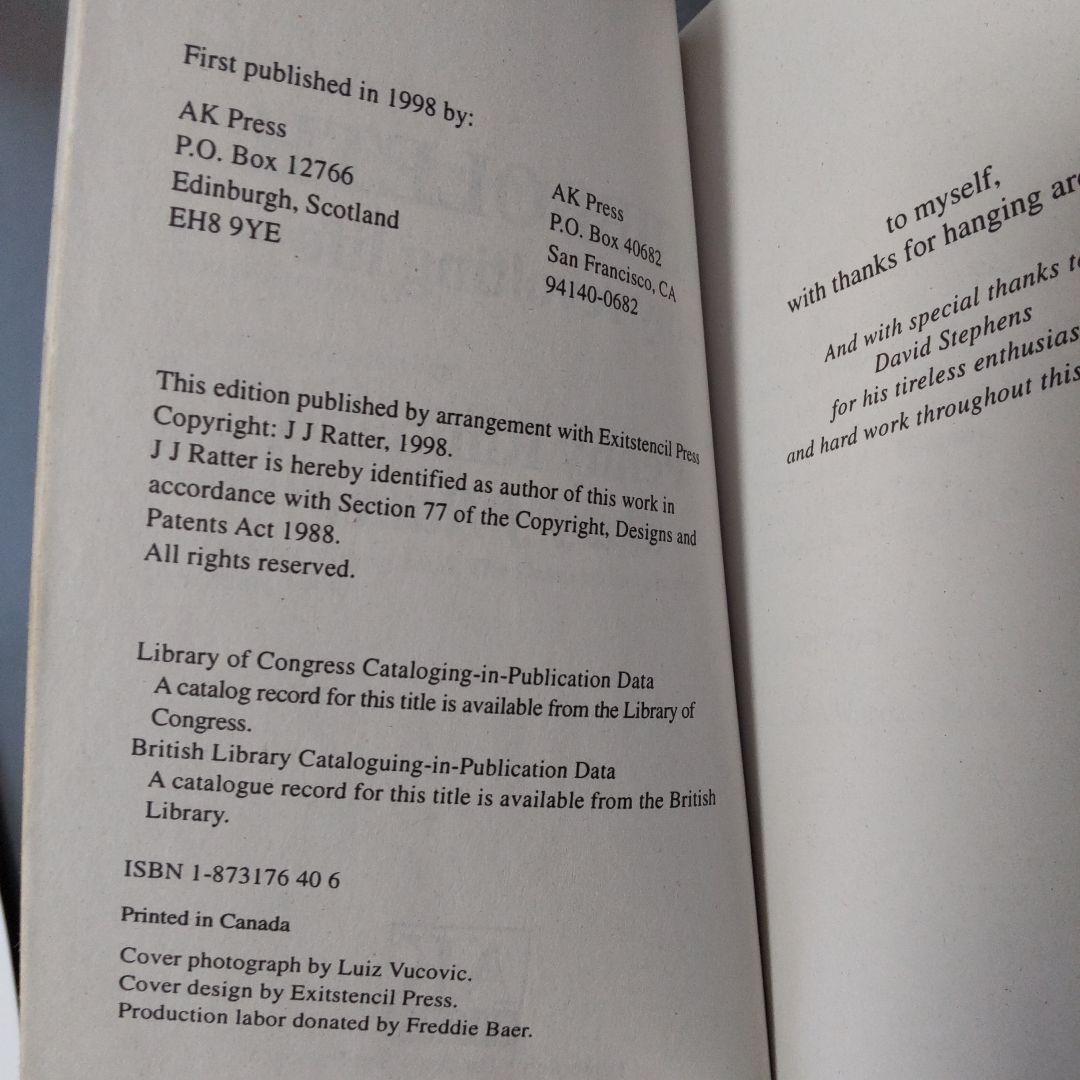 First published in 1998 by:
AK Press
P.O. Box 12766
Edinburgh, Scotland
EH8 9YE
AK Press
P.O. Box 40682
San Francisco, CA
94140-0682
This edition published by arrangement with Exitstencil Press
Copyright: J J Ratter, 1998.
J J Ratter is hereby identified as author of this work in
accordance with Section 77 of the Copyright, Designs and
Patents Act 1988.
All rights reserved.
Library of Congress Cataloging-in-Publication Data
A catalog record for this title is available from the Library of
Congress.
British Library Cataloguing-in-Publication Data
A catalogue record for this title is available from the British
Library.
ISBN 1-873176 40 6
Printed in Canada
Cover photograph by Luiz Vucovic.
Cover design by Exitstencil Press.
Production labor donated by Freddie Baer.
to myself,
with thanks for hanging
And with special thanks
David Stephens
for his tireless
and hard work throughout this